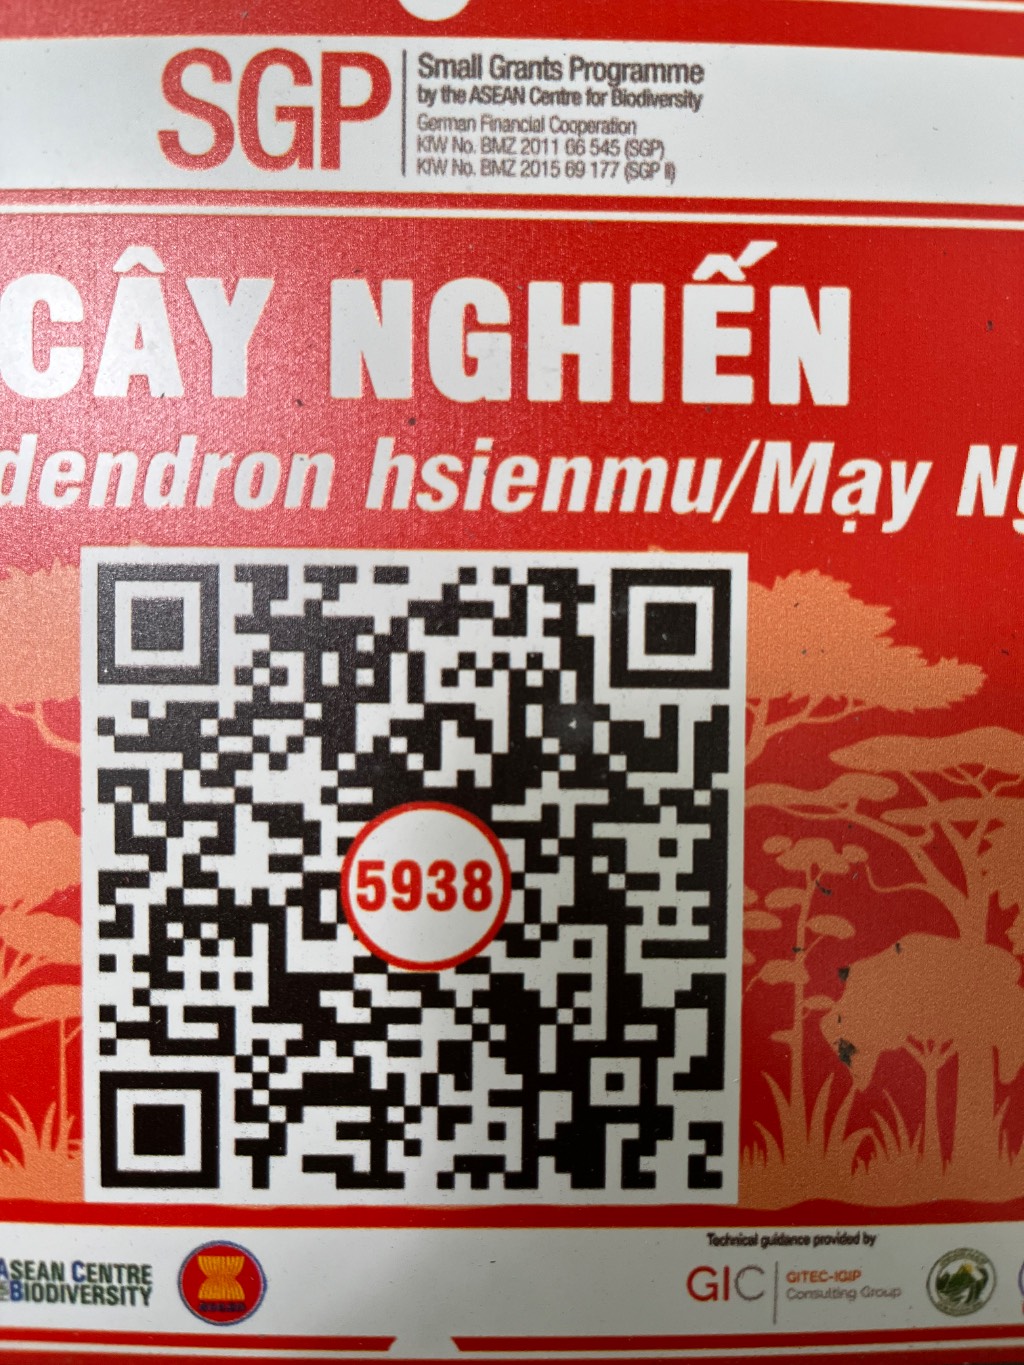 SGP
Small Grants Programme
by the ASEAN Centre for Biodiversity
German Financial Cooperation
KfW No. BMZ 2011 66 545 (SGP)
KfW No. BMZ 2015 69 177 (SGP II)
CÂY NGHIẾN
dendron hsienmu/Mạy Ng
5938
ASEAN CENTRE
BIODIVERSITY
Technical guidance provided by
GIC
GITEC-IGIP
Consulting Group